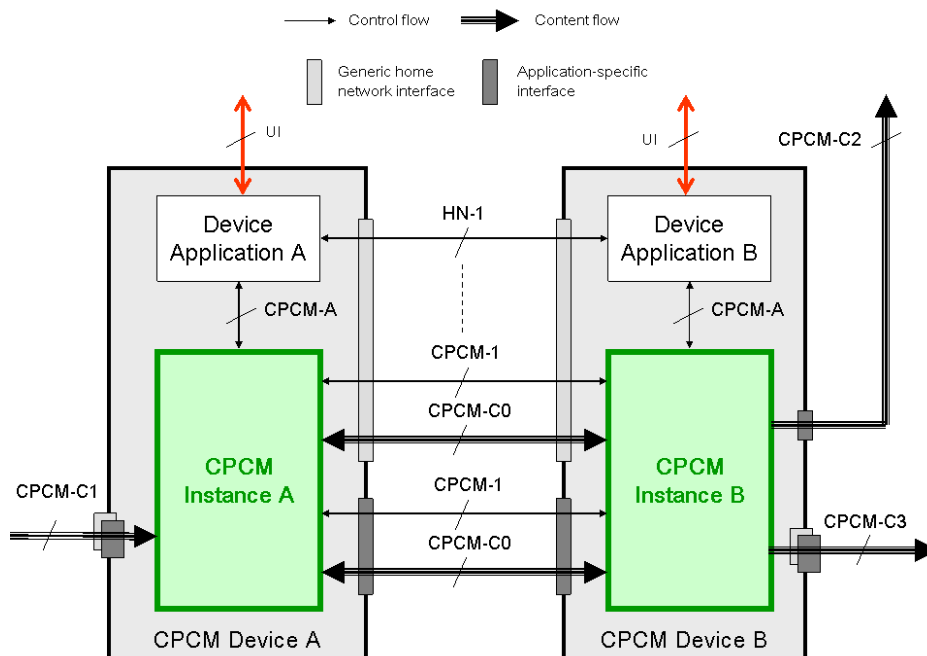 Control flow
Content flow
Generic home
network interface
Application-specific
interface
UI
UI
CPCM-C2
Device
Application A
HN-1
Device
Application B
CPCM-A
CPCM-A
CPCM-1
CPCM-C0
CPCM
Instance A
CPCM
Instance B
CPCM-C1
CPCM-1
CPCM-C3
CPCM-C0
CPCM Device A
CPCM Device B